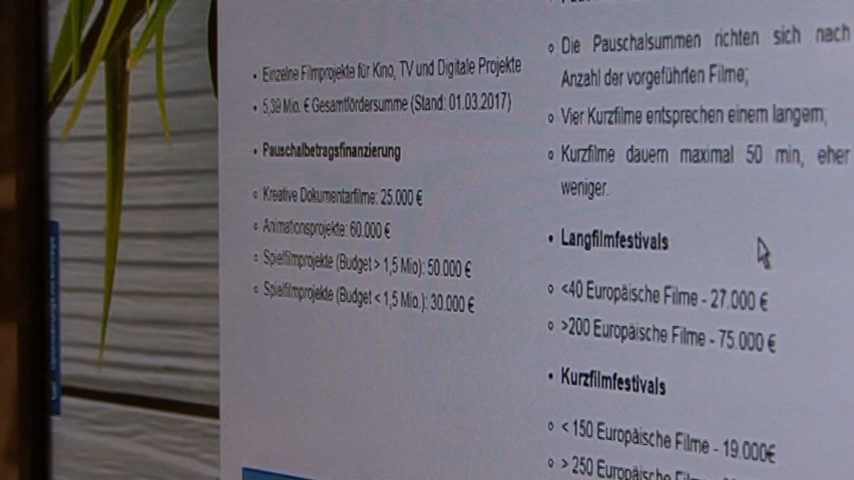 • Einzelne Filmprojekte für Kino, TV und Digitale Projekte
• 5,39 Mio. € Gesamtfördersumme (Stand: 01.03.2017)
• Pauschalbetragsfinanzierung
o Kreative Dokumentarfilme: 25.000 €
o Animationsprojekte: 60.000 €
o Spielfilmprojekte (Budget > 1,5 Mio): 50.000 €
o Spielfilmprojekte (Budget < 1,5 Mio.): 30.000 €
o Die Pauschalsummen richten sich nach
Anzahl der vorgeführten Filme;
o Vier Kurzfilme entsprechen einem langem;
o Kurzfilme dauern maximal 50 min, eher
weniger.
• Langfilmfestivals
o <40 Europäische Filme - 27.000 €
o >200 Europäische Filme - 75.000 €
• Kurzfilmfestivals
o < 150 Europäische Filme - 19.000€
o > 250 Europäische